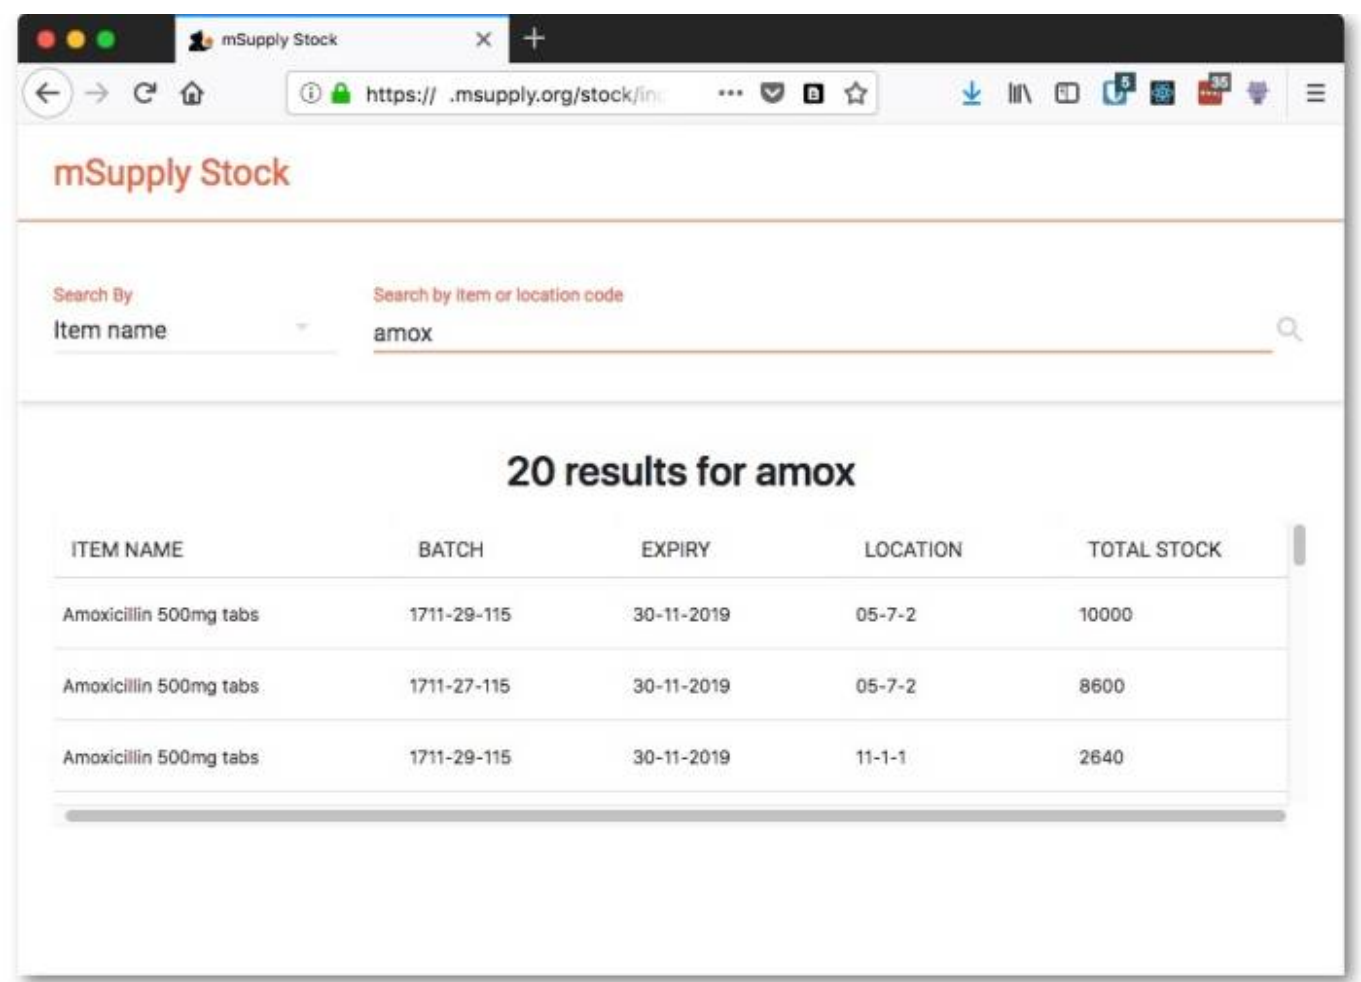 mSupply Stock
https:// .msupply.org/stock/in
5
35
mSupply Stock
Search By
Search by item or location code
Item name
amox
20 results for amox
ITEM NAME BATCH EXPIRY LOCATION TOTAL STOCK
Amoxicillin 500mg tabs 1711-29-115 30-11-2019 05-7-2 10000
Amoxicillin 500mg tabs 1711-27-115 30-11-2019 05-7-2 8600
Amoxicillin 500mg tabs 1711-29-115 30-11-2019 11-1-1 2640